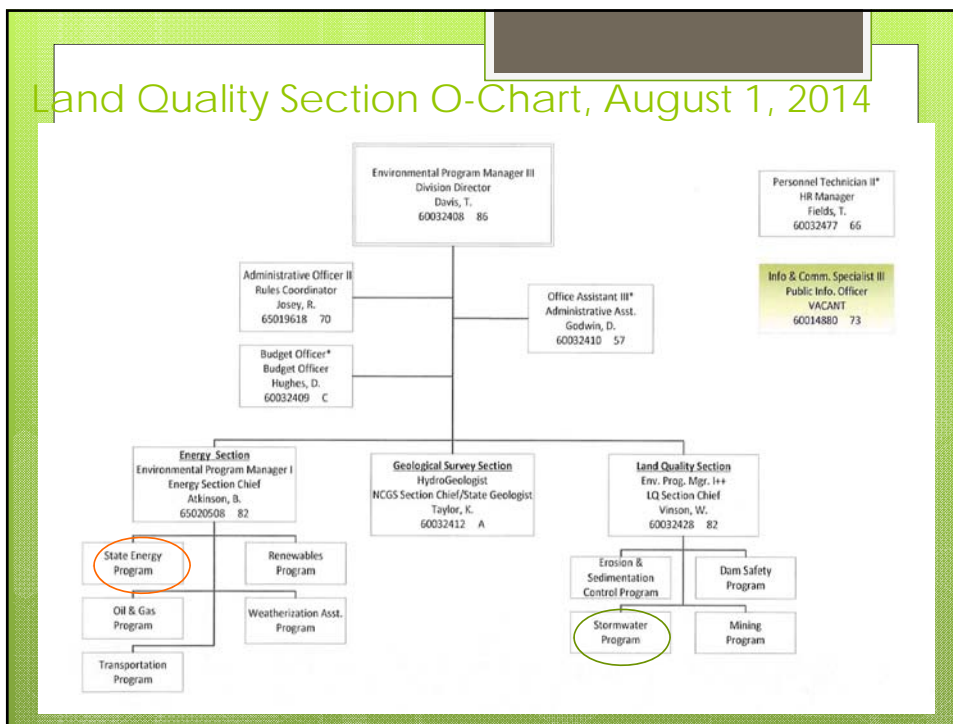 Land Quality Section O-Chart, August 1, 2014
Environmental Program Manager III
Division Director
Davis, T.
60032408 86
Personnel Technician II*
HR Manager
Fields, T.
60032477 66
Administrative Officer II
Rules Coordinator
Josey, R.
65019618 70
Info & Comm. Specialist III
Public Info. Officer
VACANT
60014880 73
Office Assistant III*
Administrative Asst.
Godwin, D.
60032410 57
Budget Officer*
Budget Officer
Hughes, D.
60032409 C
Energy Section
Environmental Program Manager I
Energy Section Chief
Atkinson, B.
65020508 82
Geological Survey Section
HydroGeologist
NCGS Section Chief/State Geologist
Taylor, K.
60032412 A
Land Quality Section
Env. Prog. Mgr. I++
LQ Section Chief
Vinson, W.
60032428 82
State Energy
Program
Renewables
Program
Oil & Gas
Program
Weatherization Asst.
Program
Transportation
Program
Erosion &
Sedimentation
Control Program
Dam Safety
Program
Stormwater
Program
Mining
Program